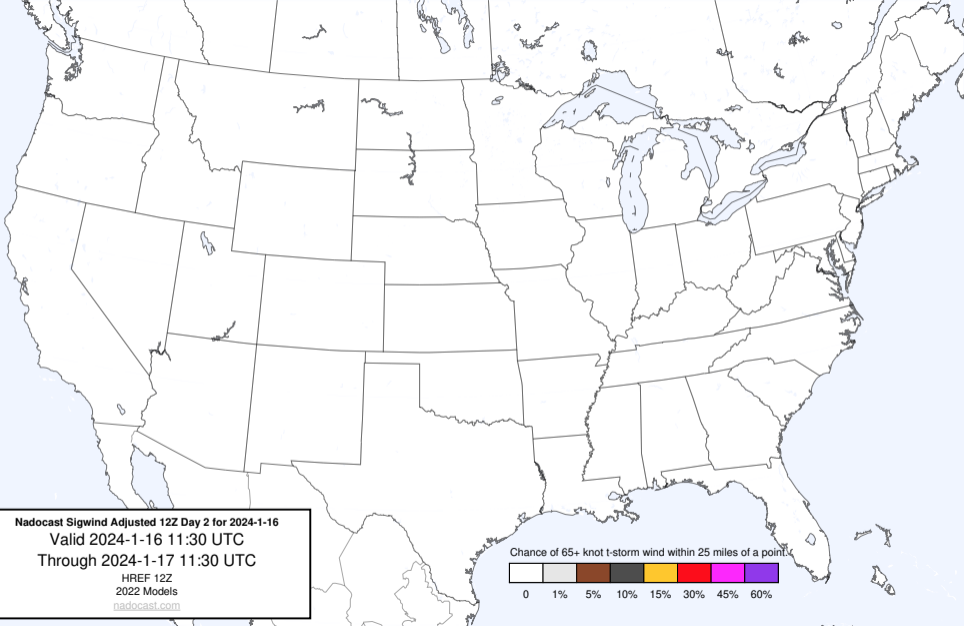 Nadocast Sigwind Adjusted 12Z Day 2 for 2024-1-16
Valid 2024-1-16 11:30 UTC
Through 2024-1-17 11:30 UTC
HREF 12Z
2022 Models
nadocast.com
Chance of 65+ knot t-storm wind within 25 miles of a point.
0 1% 5% 10% 15% 30% 45% 60%